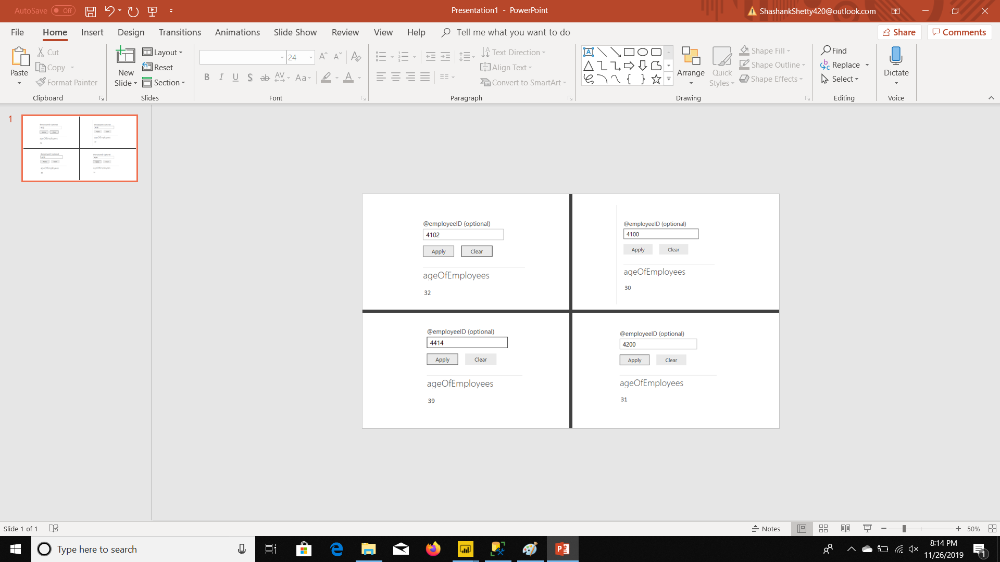 AutoSave Off
Presentation1 - PowerPoint
ShashankShetty420@outlook.com
File Home Insert Design Transitions Animations Slide Show Review View Help Tell me what you want to do
Share Comments
Paste
Cut
Copy
Format Painter
Clipboard
New
Slide
Layout
Reset
Section
Slides
24
B I U S ab AV Aa A
Font
Text Direction
Align Text
Convert to SmartArt
Paragraph
Arrange
Quick
Styles
Shape Fill
Shape Outline
Shape Effects
Drawing
Find
Replace
Select
Editing
Dictate
Voice
1
@employeeID (optional)
4102
Apply Clear
ageOfEmployees
32
@employeeID (optional)
4100
Apply Clear
ageOfEmployees
30
@employeeID (optional)
4414
Apply Clear
ageOfEmployees
39
@employeeID (optional)
4200
Apply Clear
ageOfEmployees
31
Slide 1 of 1
Notes
50%
Type here to search
8:14 PM
11/26/2019
1